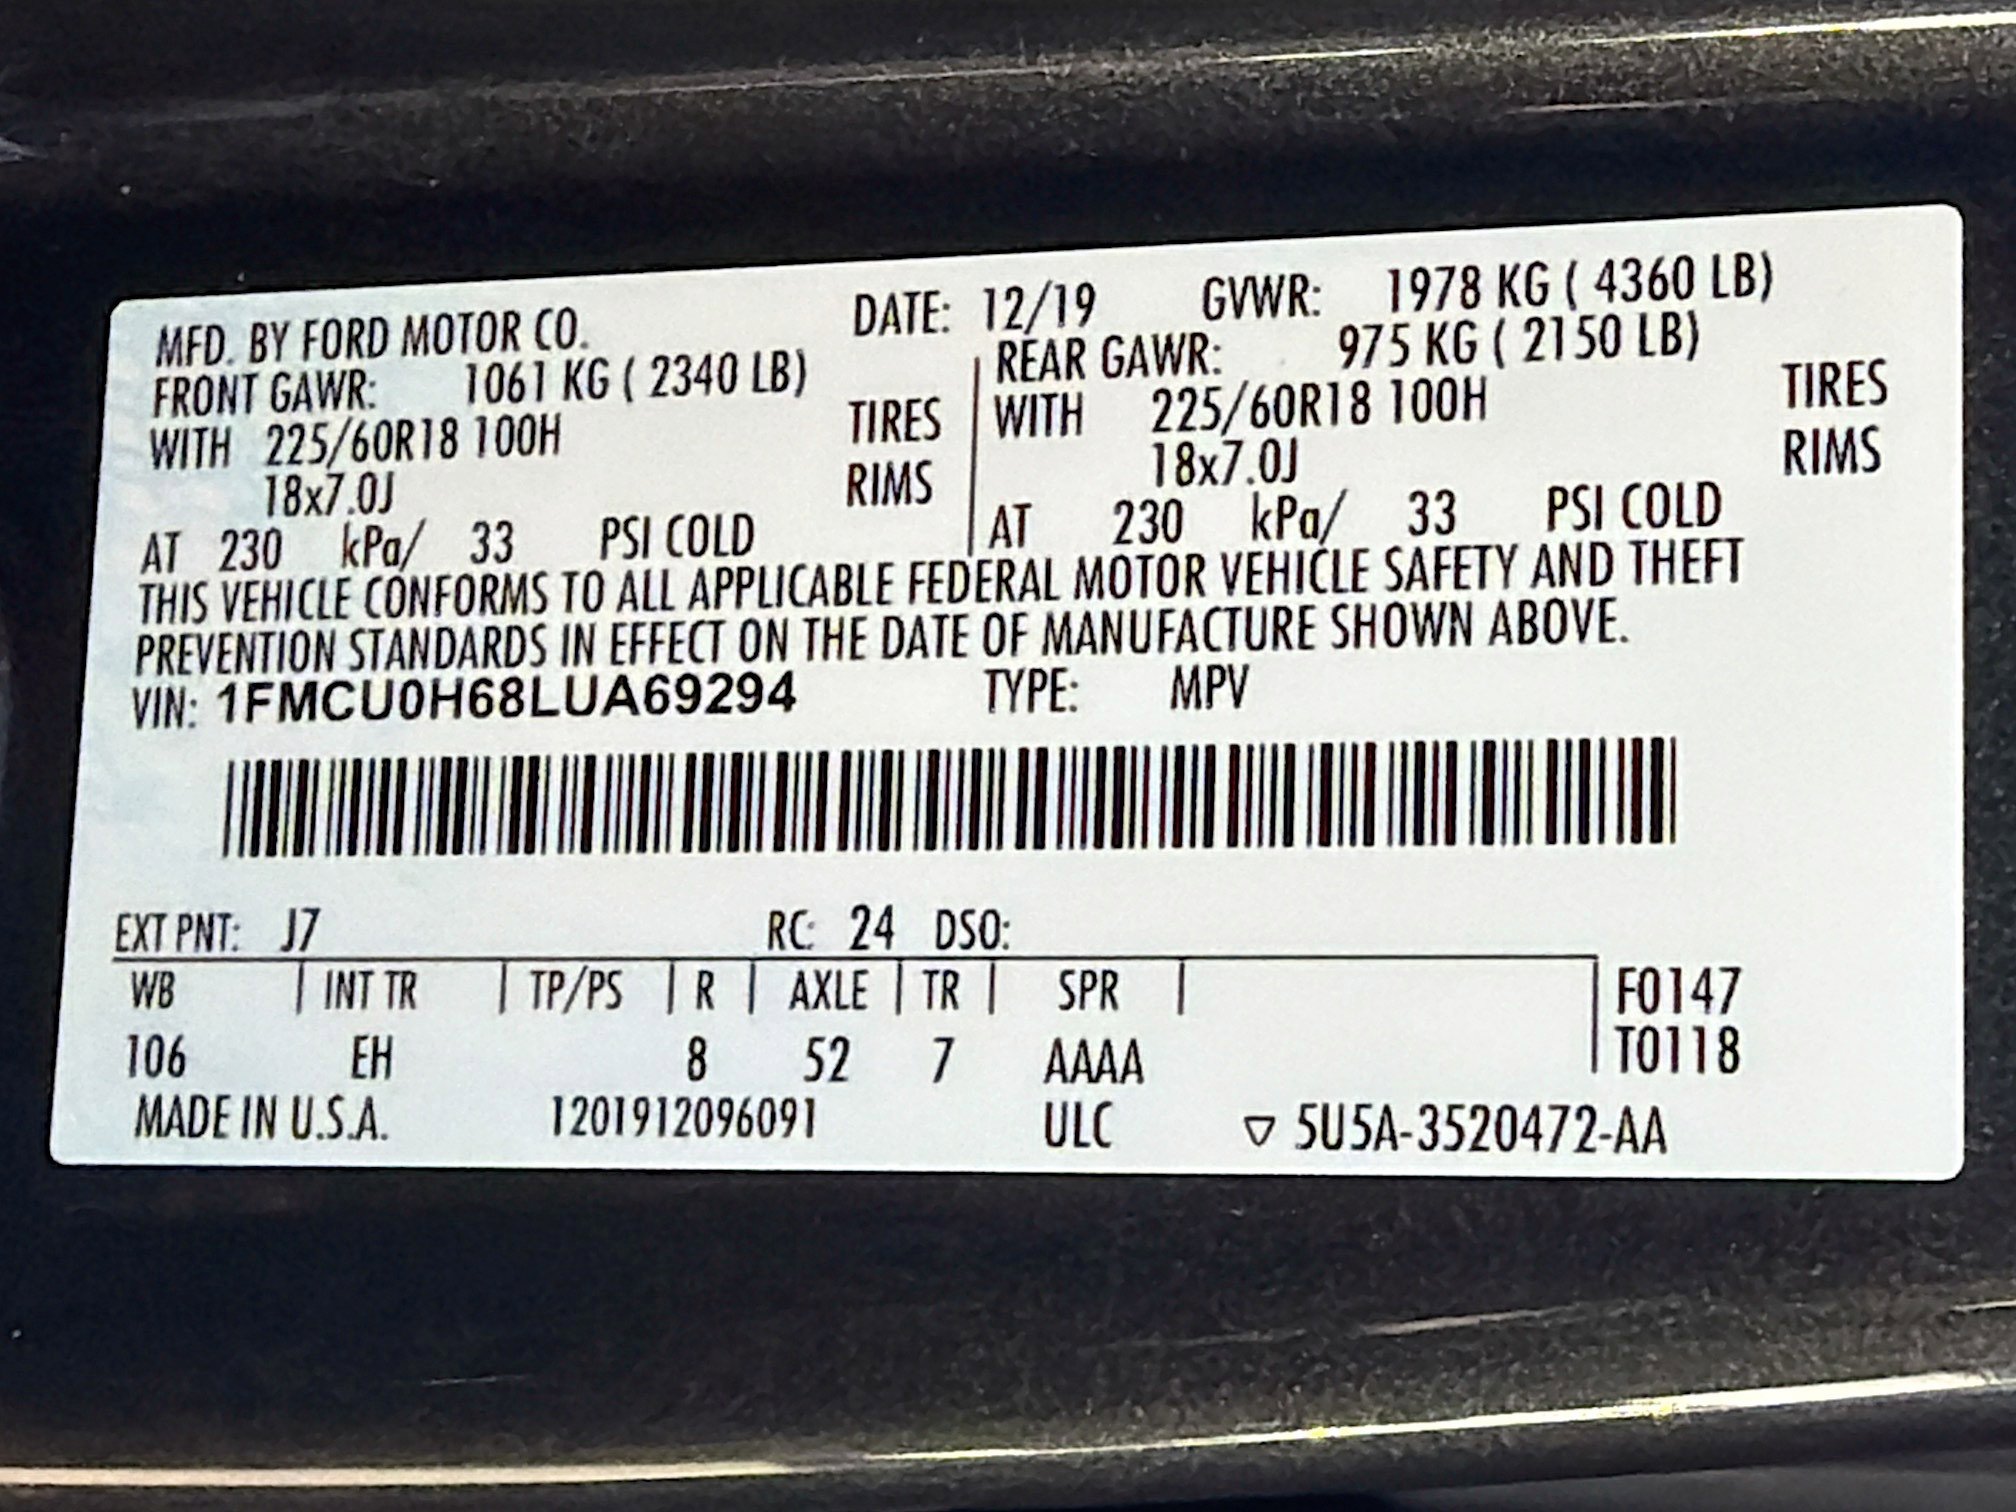 MFD. BY FORD MOTOR CO. DATE: 12/19 GVWR: 1978 KG ( 4360 LB)
FRONT GAWR: 1061 KG ( 2340 LB) REAR GAWR: 975 KG ( 2150 LB)
WITH 225/60R18 100H TIRES WITH 225/60R18 100H TIRES
18x7.0J RIMS 18x7.0J RIMS
AT 230 kPa/ 33 PSI COLD AT 230 kPa/ 33 PSI COLD
THIS VEHICLE CONFORMS TO ALL APPLICABLE FEDERAL MOTOR VEHICLE SAFETY AND THEFT
PREVENTION STANDARDS IN EFFECT ON THE DATE OF MANUFACTURE SHOWN ABOVE.
VIN: 1FMCU0H68LUA69294 TYPE: MPV
EXT PNT: J7 RC: 24 DSO:
WB INT TR TP/PS R AXLE TR SPR F0147
106 EH 8 52 7 AAAA T0118
MADE IN U.S.A. 1201912096091 ULC ▽ 5U5A-3520472-AA